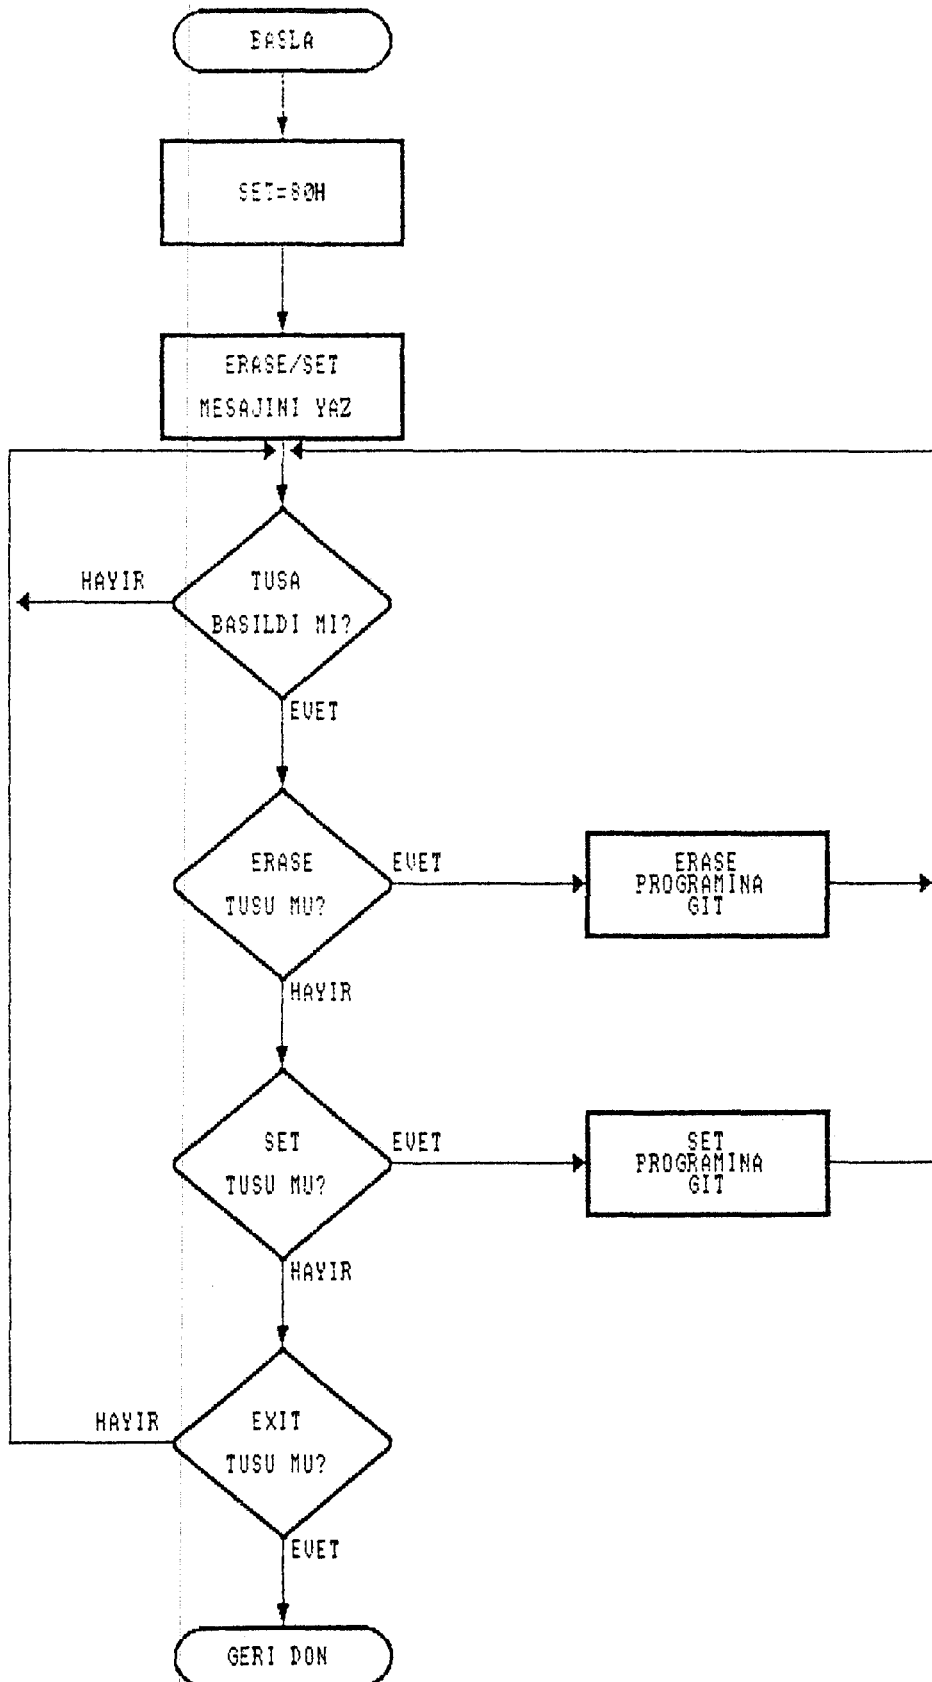 BASLA
SET=80H
ERASE/SET
MESAJINI YAZ
HAYIR
TUSA
BASILDI MI?
EVET
ERASE
TUSU MU?
EVET
ERASE
PROGRAMINA
GIT
HAYIR
SET
TUSU MU?
EVET
SET
PROGRAMINA
GIT
HAYIR
HAYIR
EXIT
TUSU MU?
EVET
GERI DON